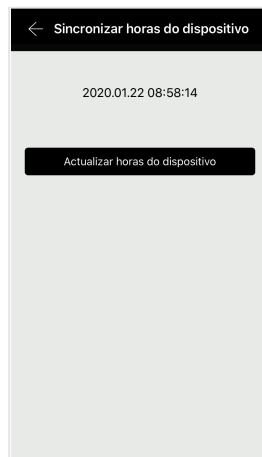 Sincronizar horas do dispositivo
2020.01.22 08:58:14
Actualizar horas do dispositivo